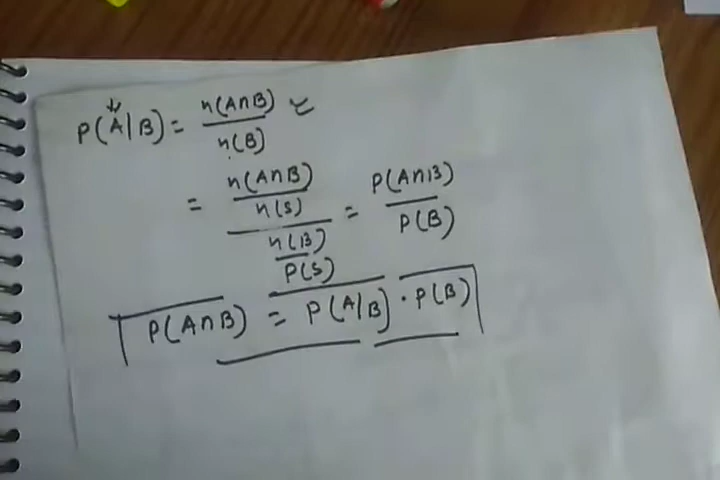 P(A|B) = n(A∩B) / n(B)
= (n(A∩B) / n(S)) / (n(B) / P(S)) = P(A∩B) / P(B)
P(A∩B) = P(A|B) · P(B)